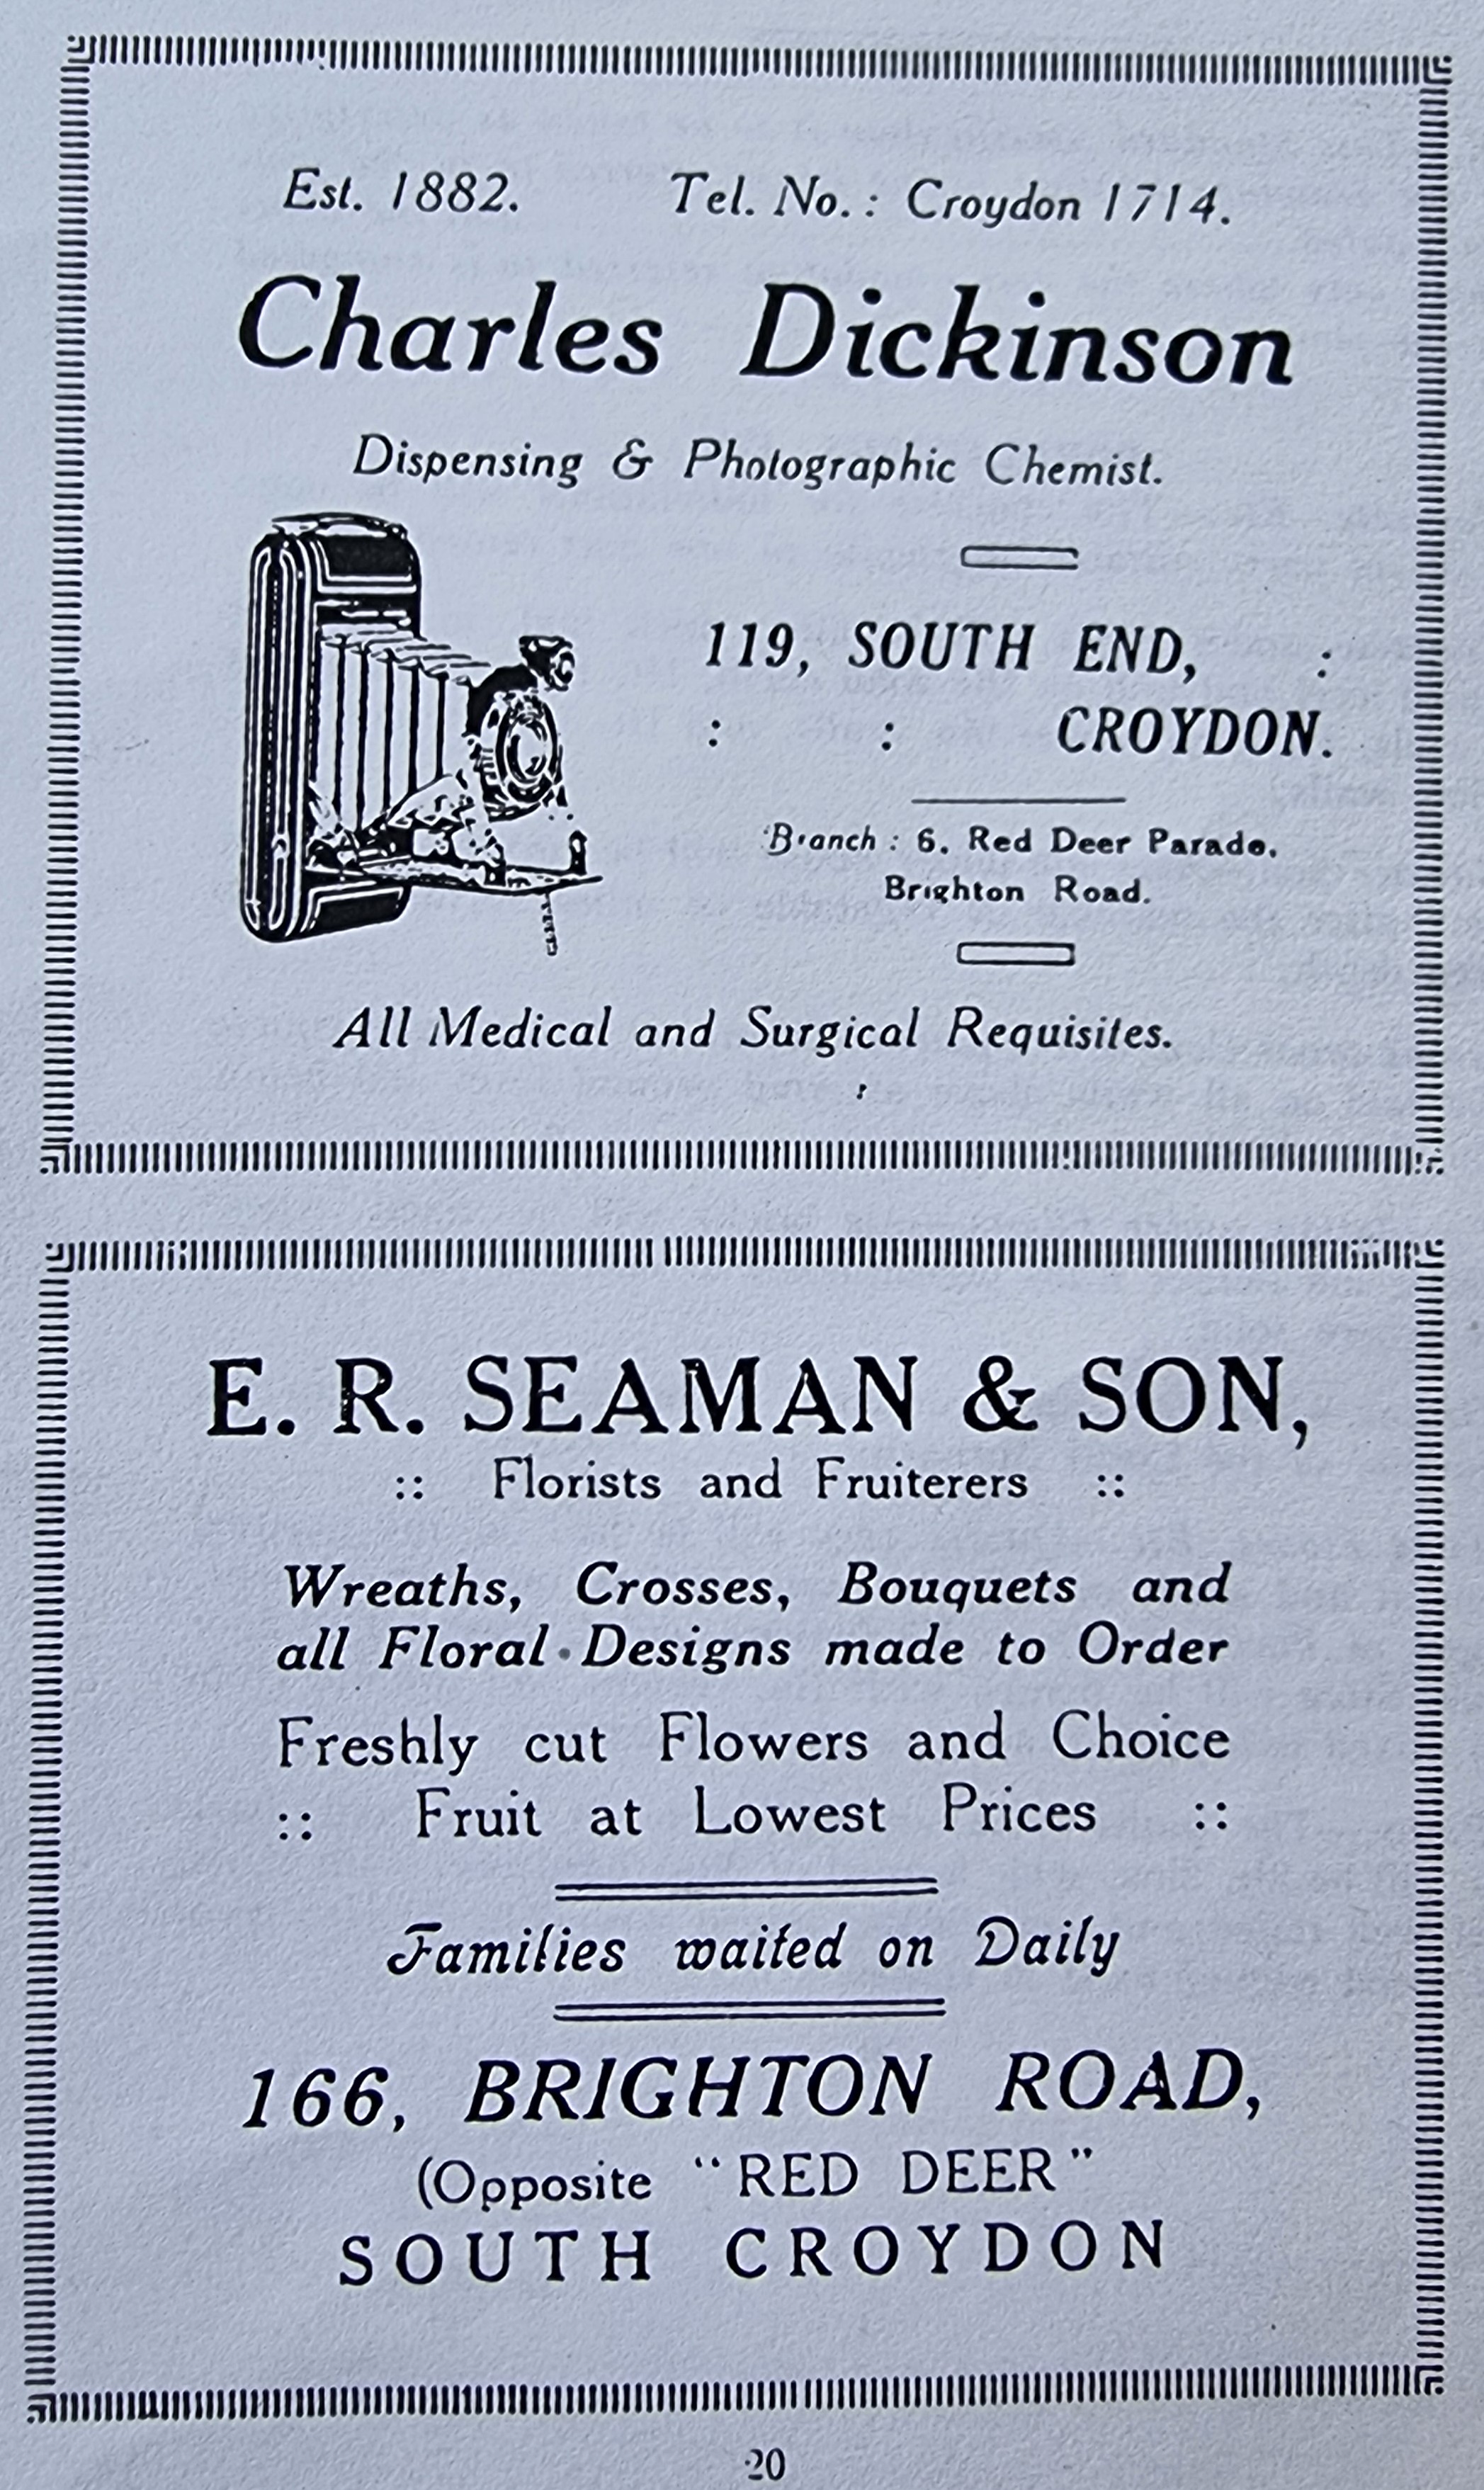 Est. 1882. Tel. No. : Croydon 1714.
Charles Dickinson
Dispensing & Photographic Chemist.
119, SOUTH END, :
: : CROYDON.
Branch : 6, Red Deer Parade,
Brighton Road.
All Medical and Surgical Requisites.
E. R. SEAMAN & SON,
:: Florists and Fruiterers ::
Wreaths, Crosses, Bouquets and
all Floral Designs made to Order
Freshly cut Flowers and Choice
:: Fruit at Lowest Prices ::
Families waited on Daily
166, BRIGHTON ROAD,
(Opposite "RED DEER"
SOUTH CROYDON
20